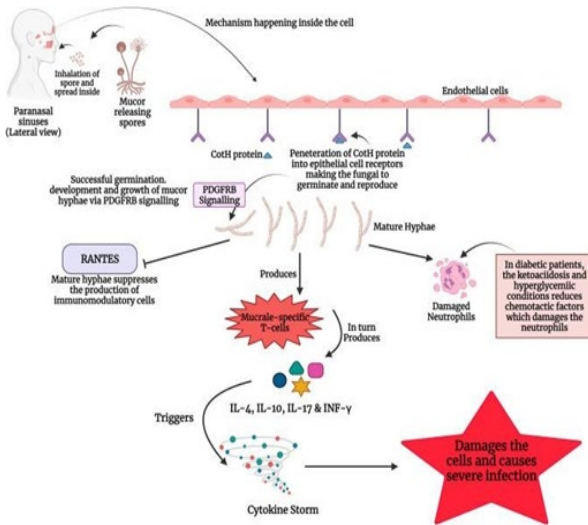 Mechanism happening inside the cell
Inhalation of
spore and
spread inside
Paranasal
sinuses
(Lateral view)
Mucor
releasing
spores
Endothelial cells
CotH protein
Peneteration of CotH protein
into epithelial cell receptors
making the fungai to
germinate and reproduce
Successful germination.
development and growth of mucor
hyphae via PDGFRB signalling
PDGFRB
Signalling
Mature Hyphae
RANTES
Mature hyphae suppresses
the production of
immunomodulatory cells
Produces
Damaged
Neutrophils
In diabetic patients,
the ketoaciidosis and
hyperglycemiic
conditions reduces
chemotactic factors
which damages the
neutrophils
Mucrale-specific
T-cells
In turn
Produces
IL-4, IL-10, IL-17 & INF-γ
Triggers
Cytokine Storm
Damages the
cells and causes
severe infection